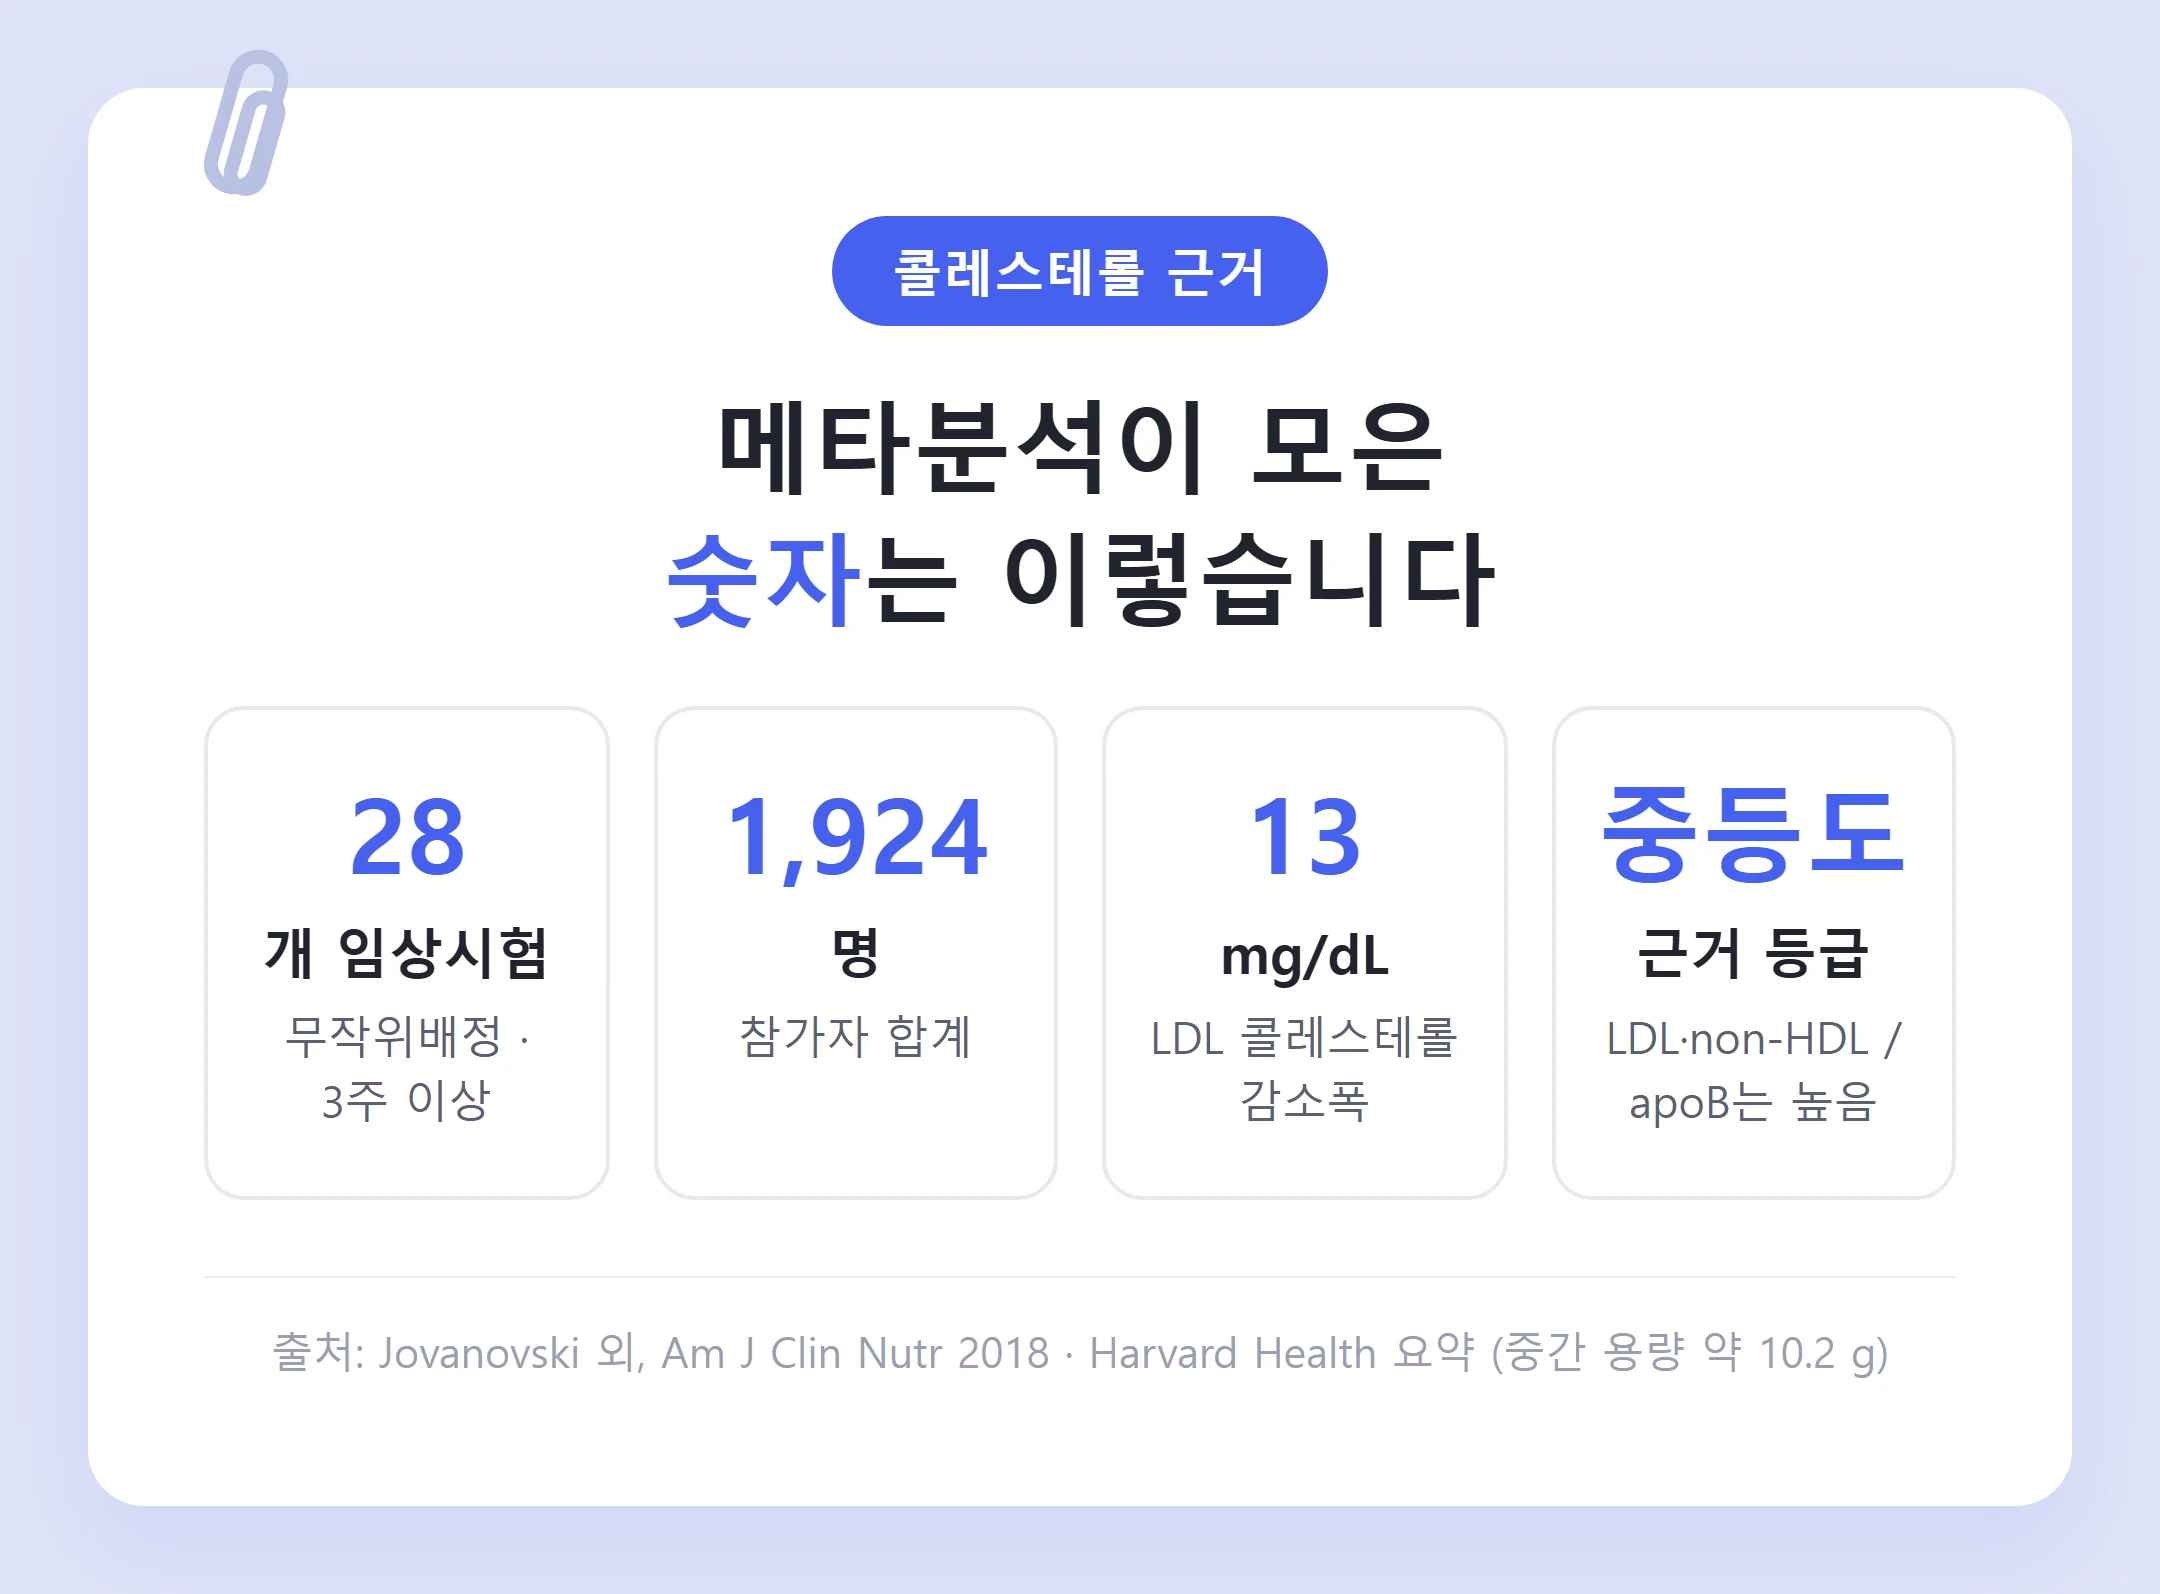 콜레스테롤 근거
메타분석이 모은
숫자는 이렇습니다
28
개 임상시험
무작위배정 ·
3주 이상
1,924
명
참가자 합계
13
mg/dL
LDL 콜레스테롤
감소폭
중등도
근거 등급
LDL·non-HDL /
apoB는 높음
출처: Jovanovski 외, Am J Clin Nutr 2018 · Harvard Health 요약 (중간 용량 약 10.2 g)